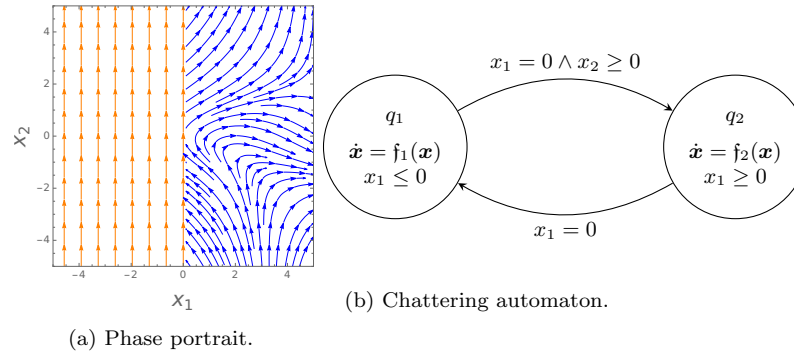 4
2
0
−2
−4
x₂
−4
−2
0
2
4
x₁
(a) Phase portrait.
x₁ = 0 ∧ x₂ ≥ 0
q₁
ẋ = 𝔣₁(x)
x₁ ≤ 0
q₂
ẋ = 𝔣₂(x)
x₁ ≥ 0
x₁ = 0
(b) Chattering automaton.